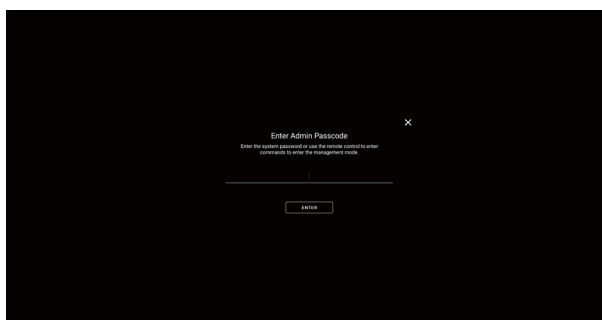 Enter Admin Passcode
Enter the system password or use the remote control to enter
commands to enter the management mode.
ENTER